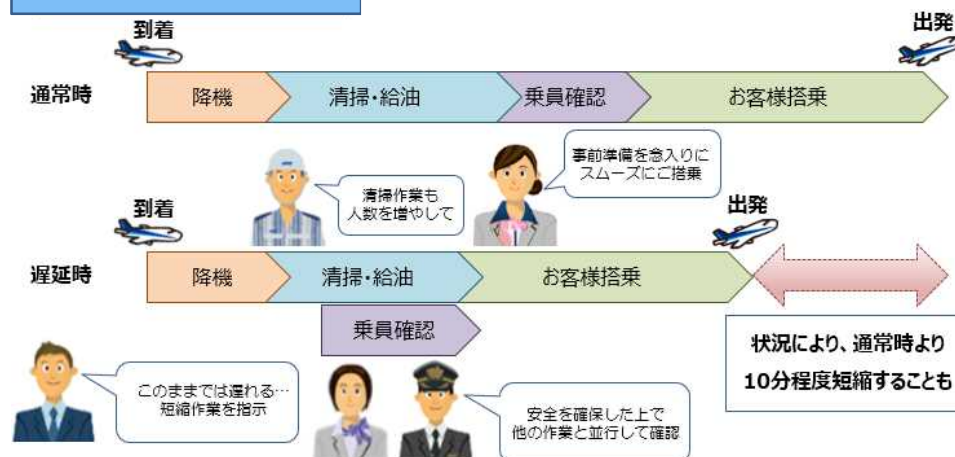 到着
出発
通常時
降機
清掃・給油
乗員確認
お客様搭乗
清掃作業も
人数を増やして
事前準備を念入りに
スムーズにご搭乗
到着
出発
遅延時
降機
清掃・給油
お客様搭乗
乗員確認
状況により、通常時より
10分程度短縮することも
このままでは遅れる…
短縮作業を指示
安全を確保した上で
他の作業と並行して確認